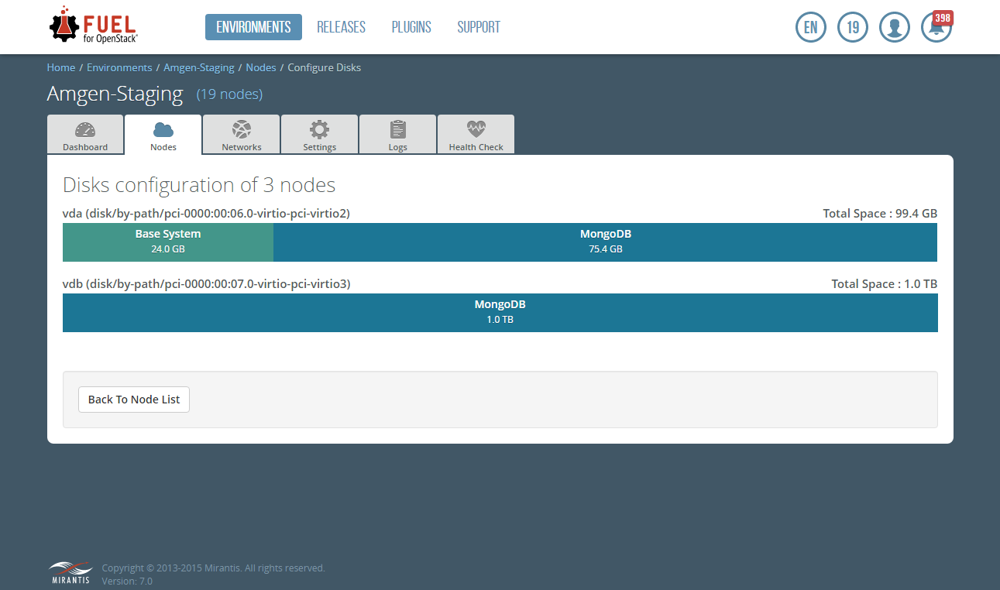 FUEL
for OpenStack®
ENVIRONMENTS RELEASES PLUGINS SUPPORT
EN 19 398
Home / Environments / Amgen-Staging / Nodes / Configure Disks
Amgen-Staging (19 nodes)
Dashboard Nodes Networks Settings Logs Health Check
Disks configuration of 3 nodes
vda (disk/by-path/pci-0000:00:06.0-virtio-pci-virtio2) Total Space : 99.4 GB
Base System MongoDB
24.0 GB 75.4 GB
vdb (disk/by-path/pci-0000:00:07.0-virtio-pci-virtio3) Total Space : 1.0 TB
MongoDB
1.0 TB
Back To Node List
MIRANTIS
Copyright © 2013-2015 Mirantis. All rights reserved.
Version: 7.0